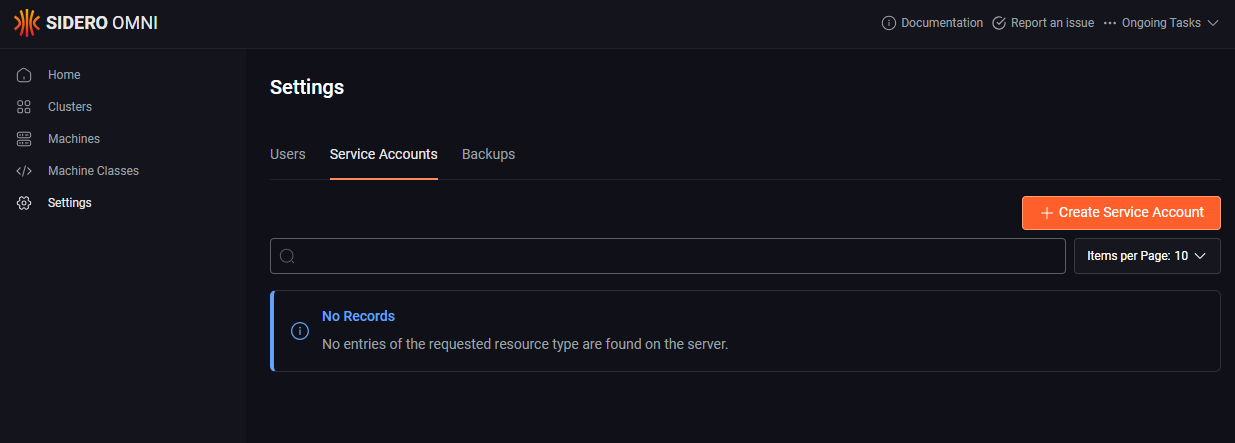 SIDERO OMNI
Documentation
Report an issue
Ongoing Tasks
Home
Clusters
Machines
Machine Classes
Settings
Settings
Users
Service Accounts
Backups
Create Service Account
Items per Page: 10
No Records
No entries of the requested resource type are found on the server.